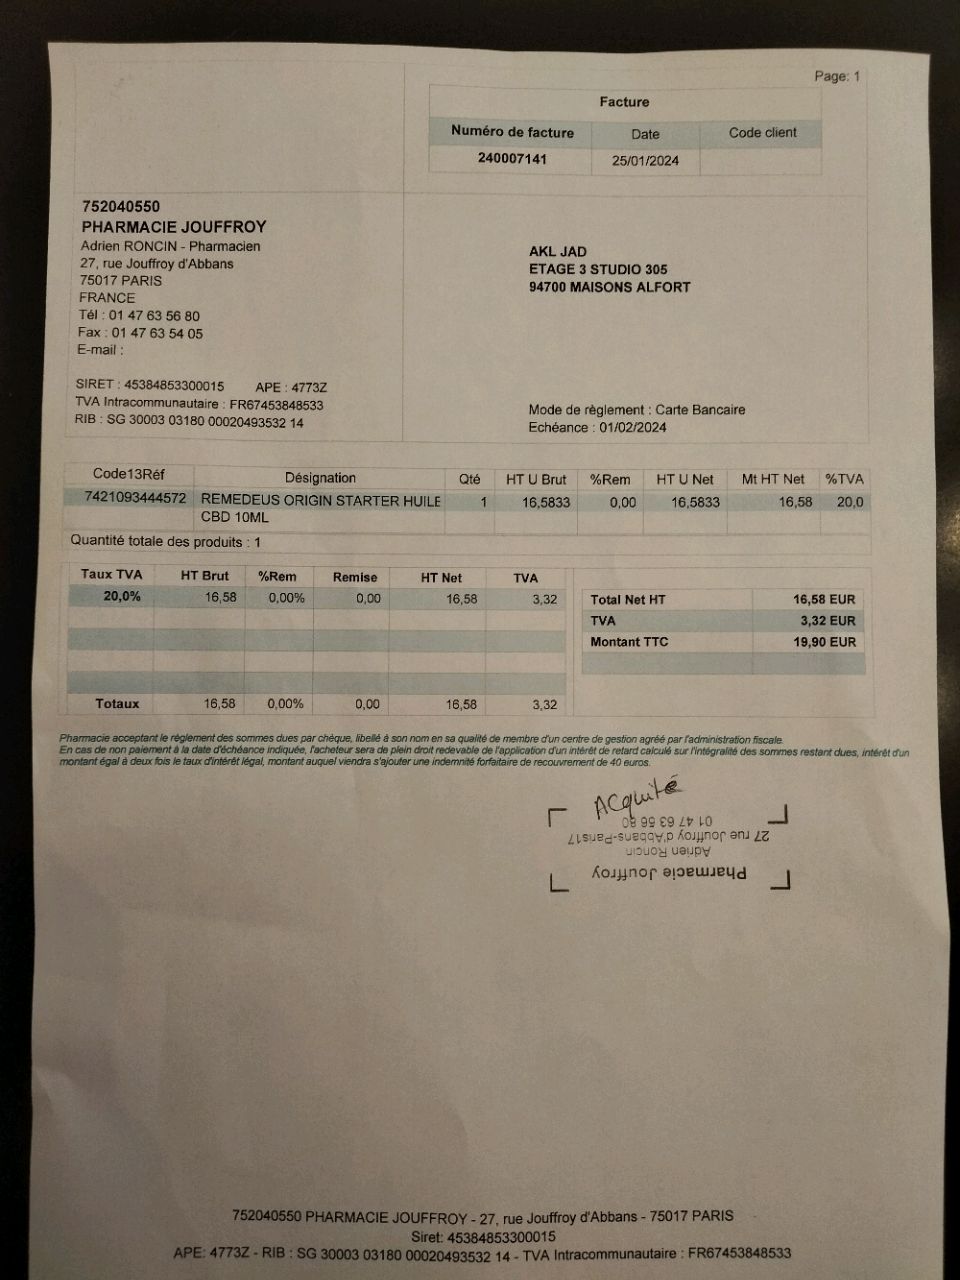 Page: 1
Facture
Numéro de facture Date Code client
240007141 25/01/2024
752040550
PHARMACIE JOUFFROY
Adrien RONCIN - Pharmacien
27, rue Jouffroy d'Abbans
75017 PARIS
FRANCE
Tél : 01 47 63 56 80
Fax : 01 47 63 54 05
E-mail :
SIRET : 45384853300015 APE : 4773Z
TVA Intracommunautaire : FR67453848533
RIB : SG 30003 03180 00020493532 14
AKL JAD
ETAGE 3 STUDIO 305
94700 MAISONS ALFORT
Mode de règlement : Carte Bancaire
Echéance : 01/02/2024
Code13Réf Désignation Qté HT U Brut %Rem HT U Net Mt HT Net %TVA
7421093444572 REMEDEUS ORIGIN STARTER HUILE 1 16,5833 0,00 16,5833 16,58 20,0
CBD 10ML
Quantité totale des produits : 1
Taux TVA HT Brut %Rem Remise HT Net TVA
20,0% 16,58 0,00% 0,00 16,58 3,32
Totaux 16,58 0,00% 0,00 16,58 3,32
Total Net HT 16,58 EUR
TVA 3,32 EUR
Montant TTC 19,90 EUR
Pharmacie acceptant le règlement des sommes dues par chèque, libellé à son nom en sa qualité de membre d'un centre de gestion agréé par l'administration fiscale.
En cas de non paiement à la date d'échéance indiquée, l'acheteur sera de plein droit redevable de l'application d'un intérêt de retard calculé sur l'intégralité des sommes restant dues, intérêt d'un
montant égal à deux fois le taux d'intérêt légal, montant auquel viendra s'ajouter une indemnité forfaitaire de recouvrement de 40 euros.
Acquité
Pharmacie Jouffroy
Adrien Roncin
27 rue Jouffroy d'Abbans-Paris17
01 47 63 56 80
752040550 PHARMACIE JOUFFROY - 27, rue Jouffroy d'Abbans - 75017 PARIS
Siret: 45384853300015
APE: 4773Z - RIB : SG 30003 03180 00020493532 14 - TVA Intracommunautaire : FR67453848533